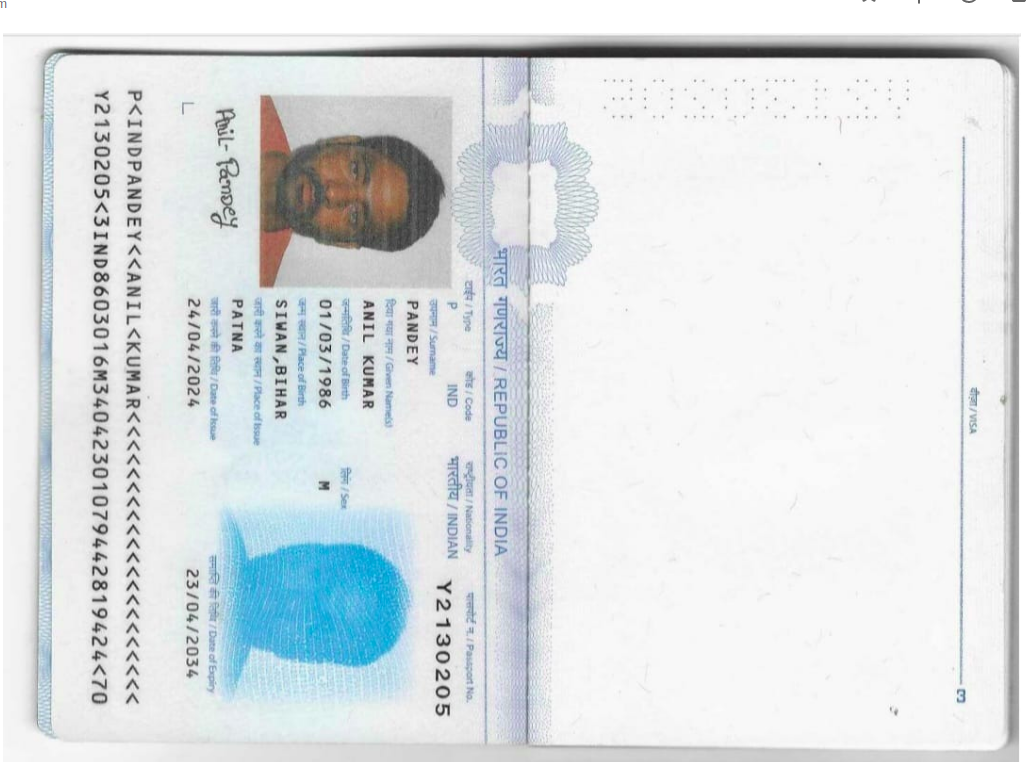 वीज़ा / VISA
3
भारत गणराज्य / REPUBLIC OF INDIA
टाईप / Type
कोड / Code
राष्ट्रीयता / Nationality
पासपोर्ट न. / Passport No.
P
IND
भारतीय / INDIAN
Y2130205
उपनाम / Surname
PANDEY
दिया गया नाम / Given Name(s)
ANIL KUMAR
जन्मतिथि / Date of Birth
लिंग / Sex
01/03/1986
M
जन्म स्थान / Place of Birth
SIWAN,BIHAR
जारी करने का स्थान / Place of Issue
PATNA
जारी करने की तिथि / Date of Issue
समाप्ति की तिथि / Date of Expiry
24/04/2024
23/04/2034
Anil-Pandey
P<INDPANDEY<<ANIL<KUMAR<<<<<<<<<<<<<<<<<<<<<
Y2130205<3IND8603016M34042301079442819424<70